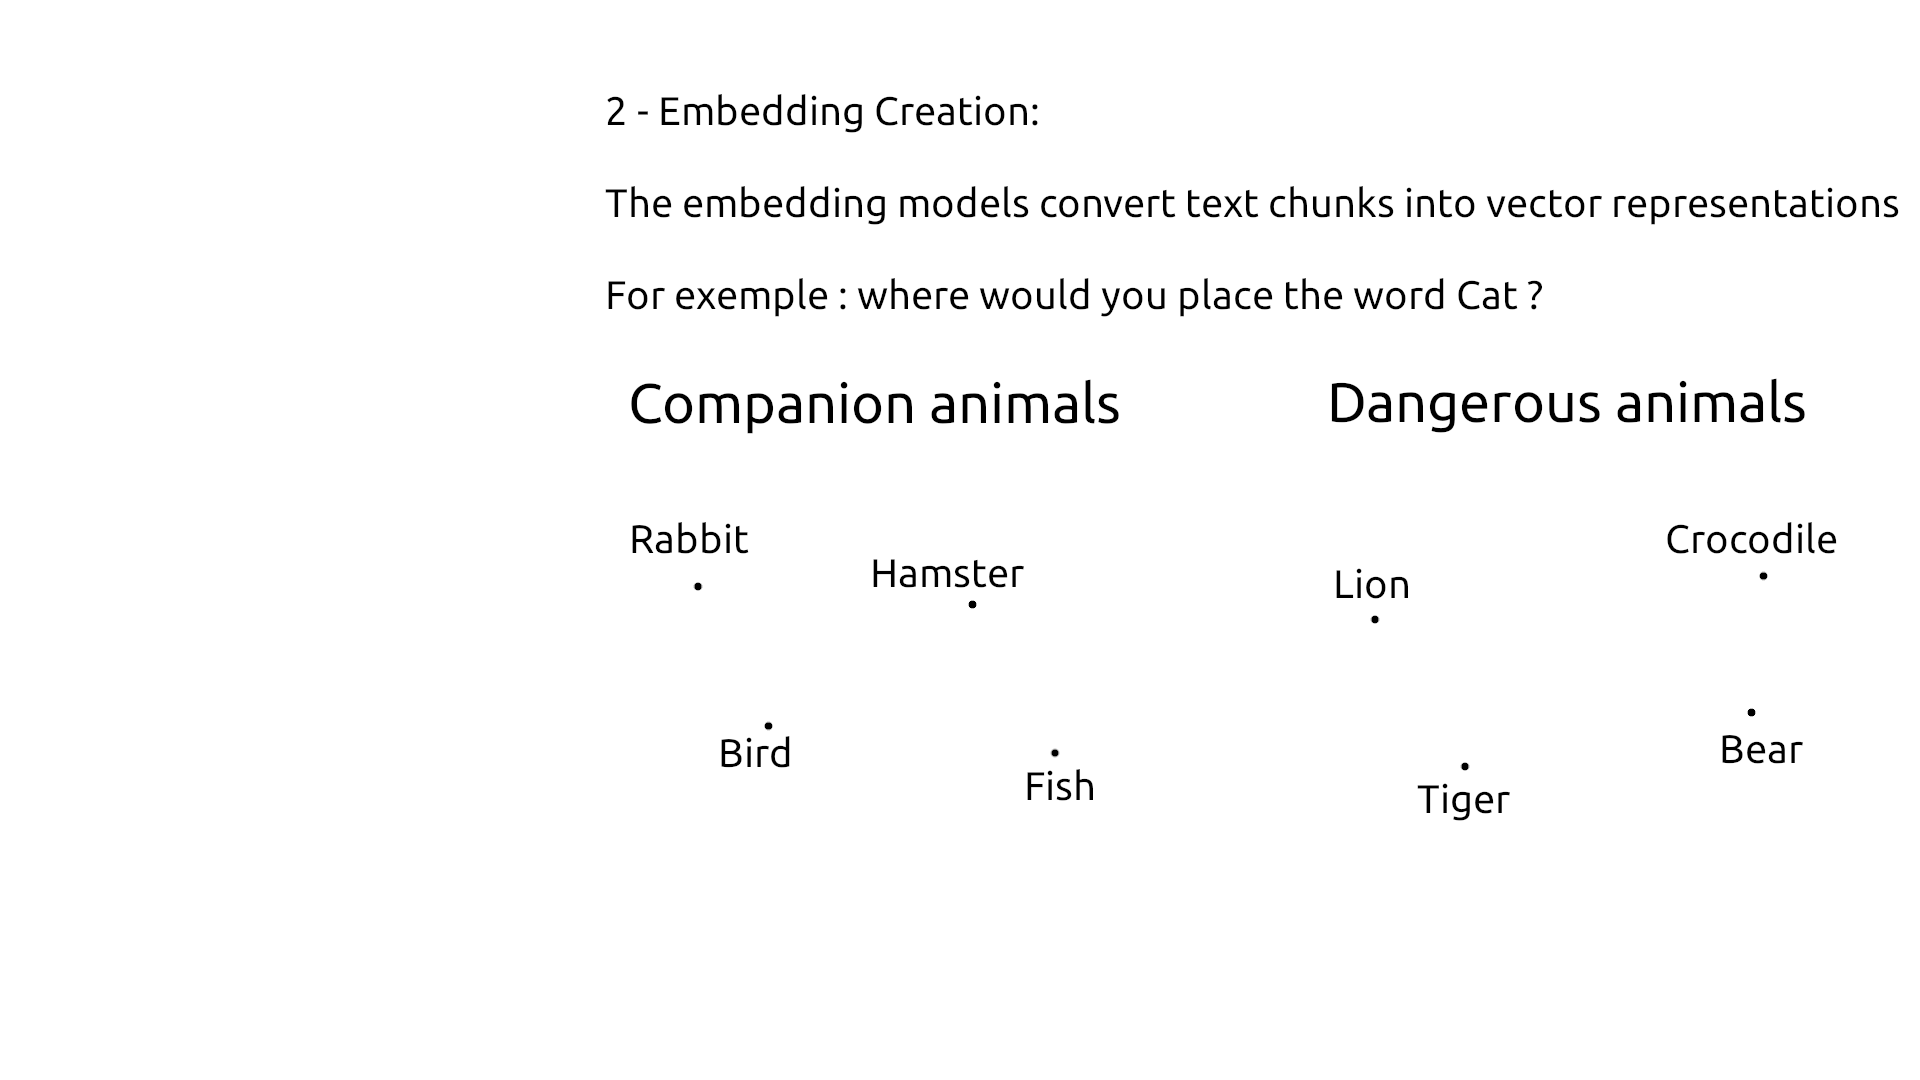 2 - Embedding Creation:
The embedding models convert text chunks into vector representations
For exemple : where would you place the word Cat ?
Companion animals
Dangerous animals
Rabbit
Hamster
Bird
Fish
Lion
Crocodile
Tiger
Bear